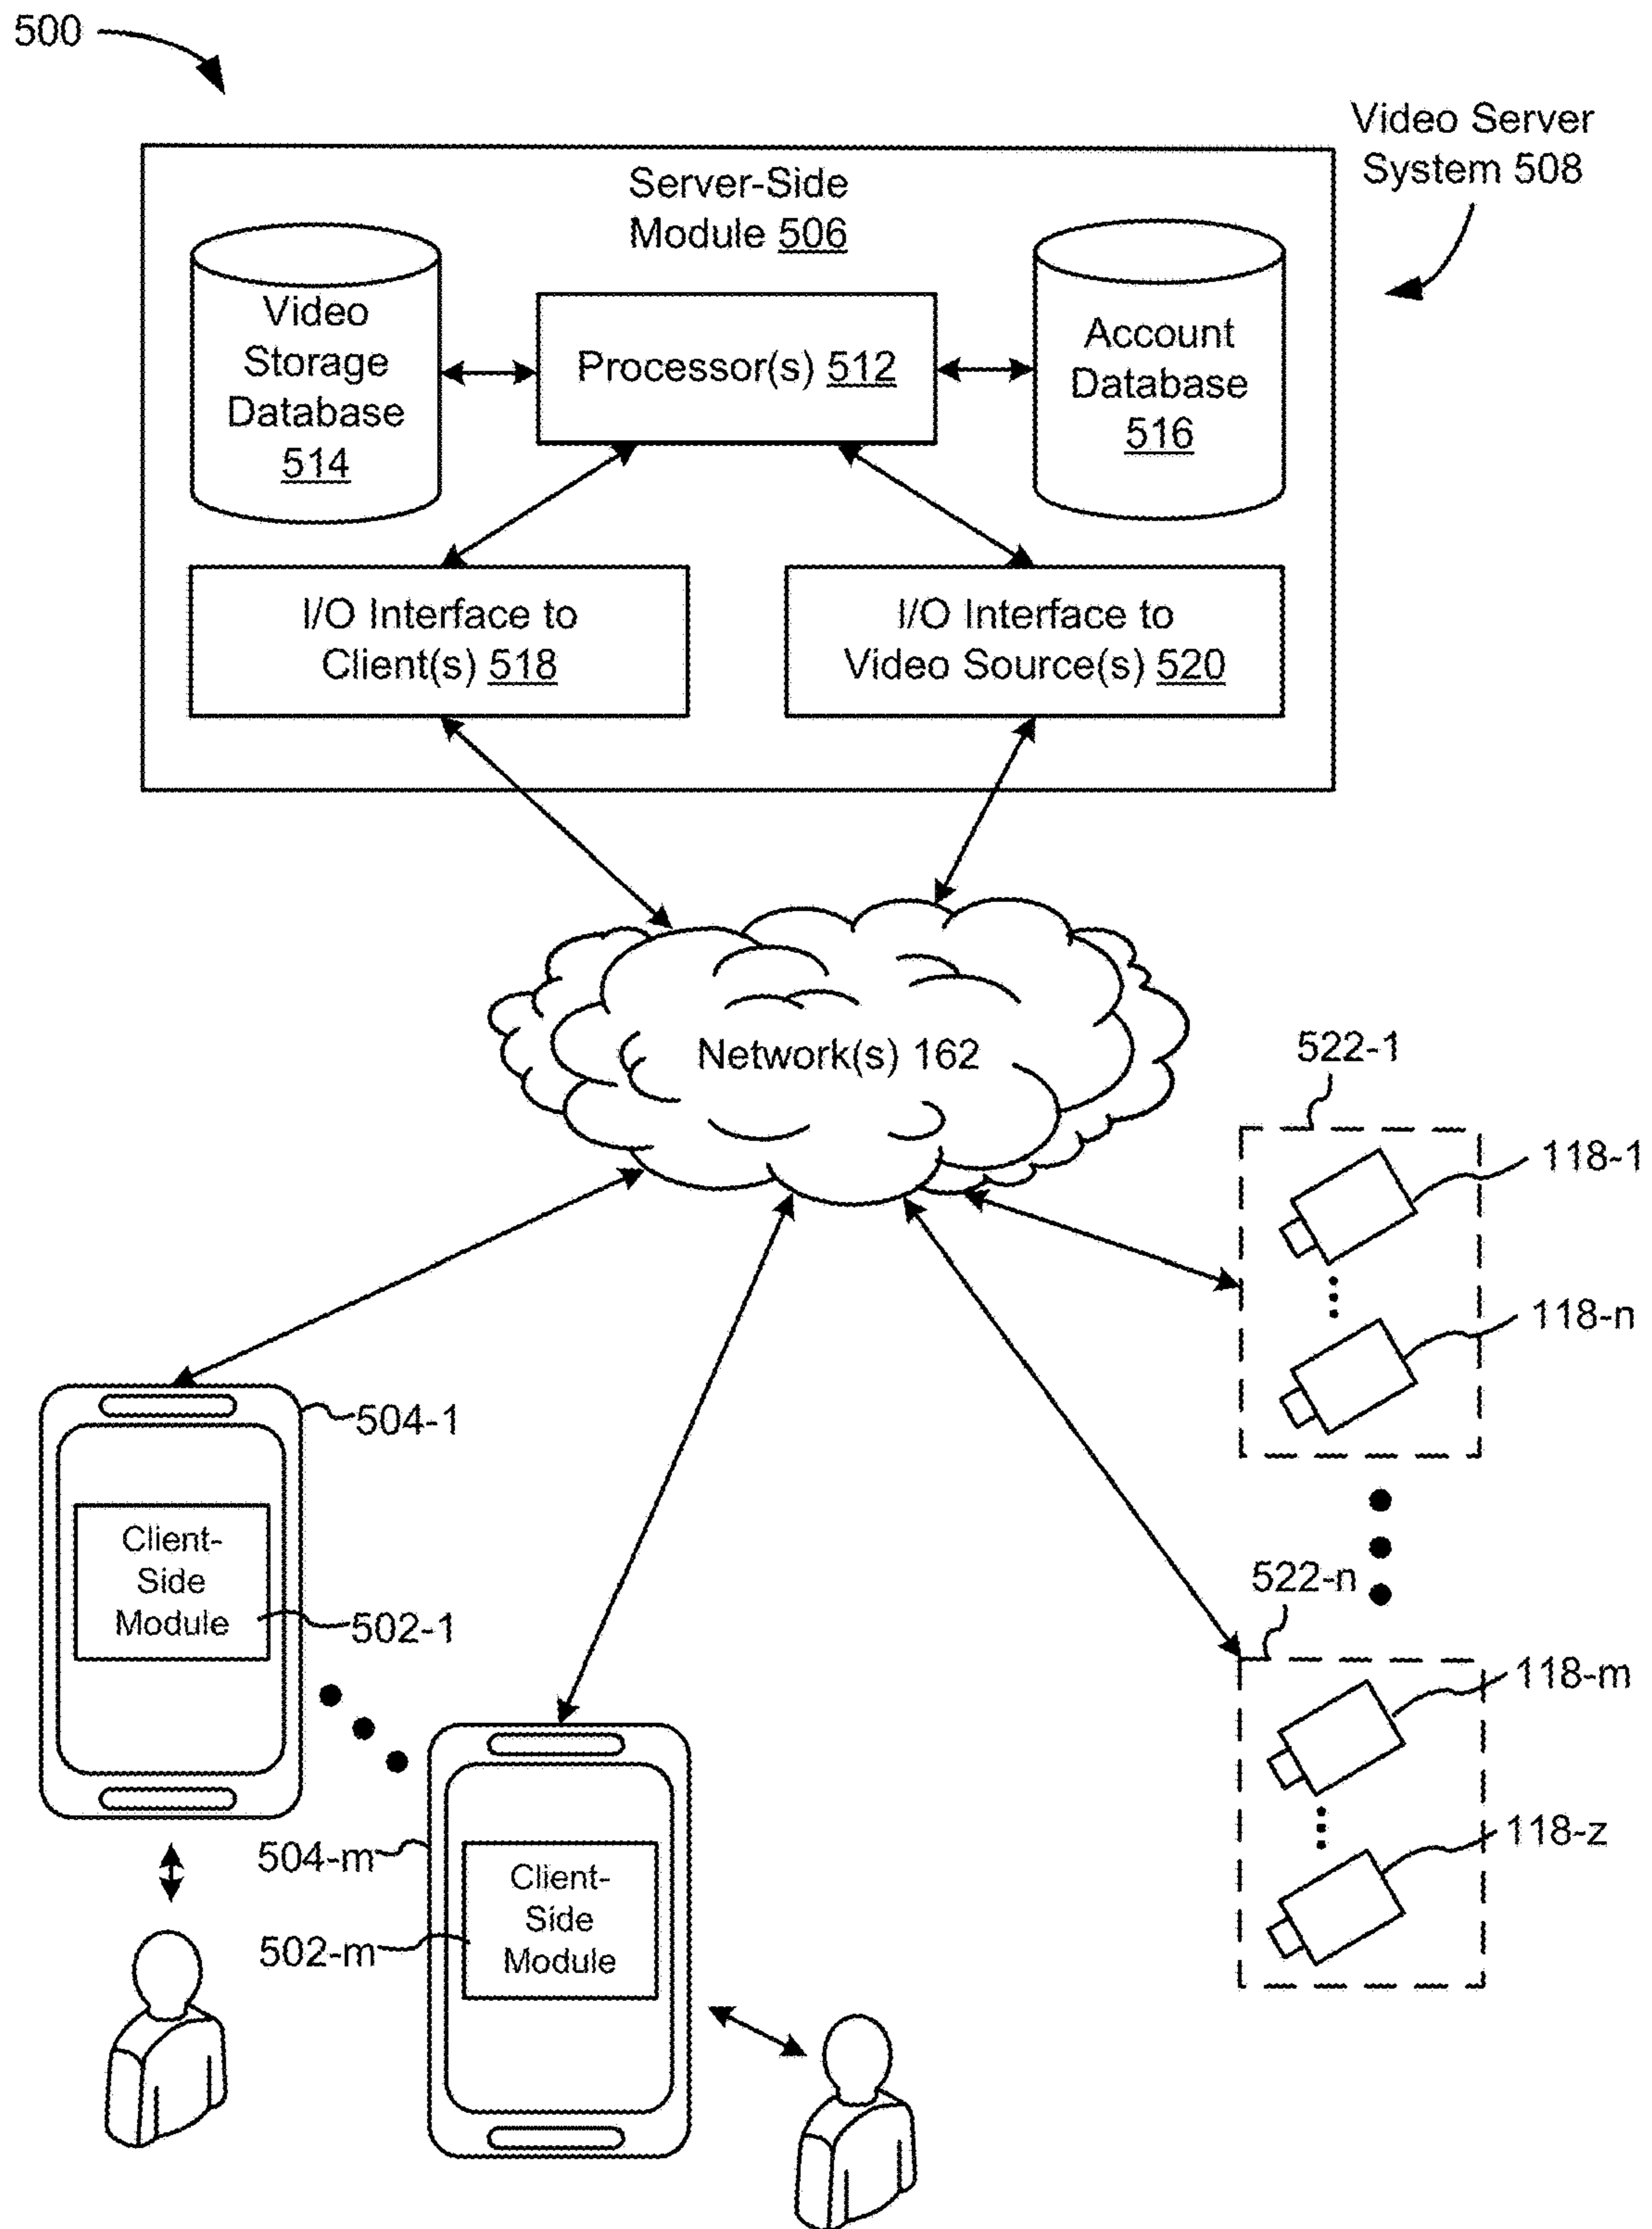 500
Video Server
System 508
Server-Side
Module 506
Video
Storage
Database
514
Processor(s) 512
Account
Database
516
I/O Interface to
Client(s) 518
I/O Interface to
Video Source(s) 520
Network(s) 162
522-1
118-1
118-n
504-1
Client-
Side
Module
502-1
522-n
118-m
118-z
504-m
Client-
Side
Module
502-m